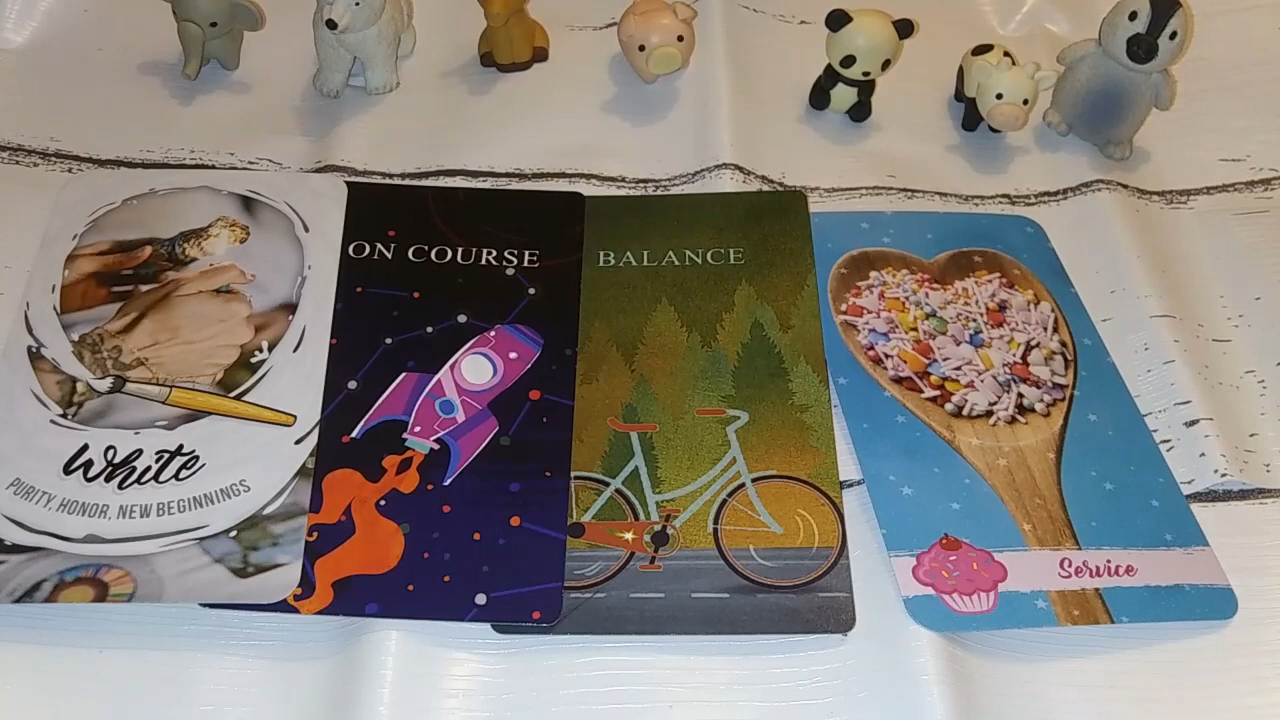 White
PURITY, HONOR, NEW BEGINNINGS
ON COURSE
BALANCE
Service